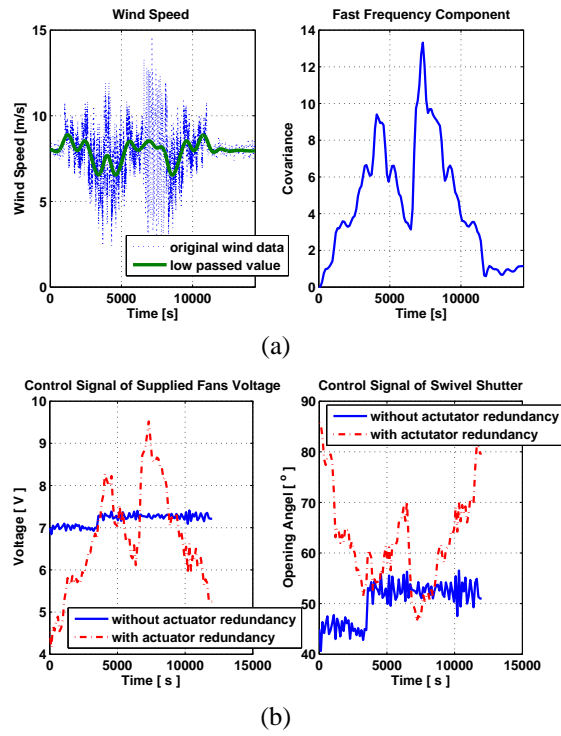 Wind Speed
Fast Frequency Component
15
10
5
0
Wind Speed [m/s]
0
5000
10000
Time [s]
original wind data
low passed value
14
12
10
8
6
4
2
0
Covariance
0
5000
10000
Time [s]
(a)
Control Signal of Supplied Fans Voltage
Control Signal of Swivel Shutter
10
9
8
7
6
5
4
Voltage [ V ]
0
5000
10000
15000
Time [ s ]
without actuator redundancy
with actuator redundancy
90
80
70
60
50
40
Opening Angel [ ° ]
0
5000
10000
15000
Time [ s ]
without actutator redundancy
with actutator redundancy
(b)